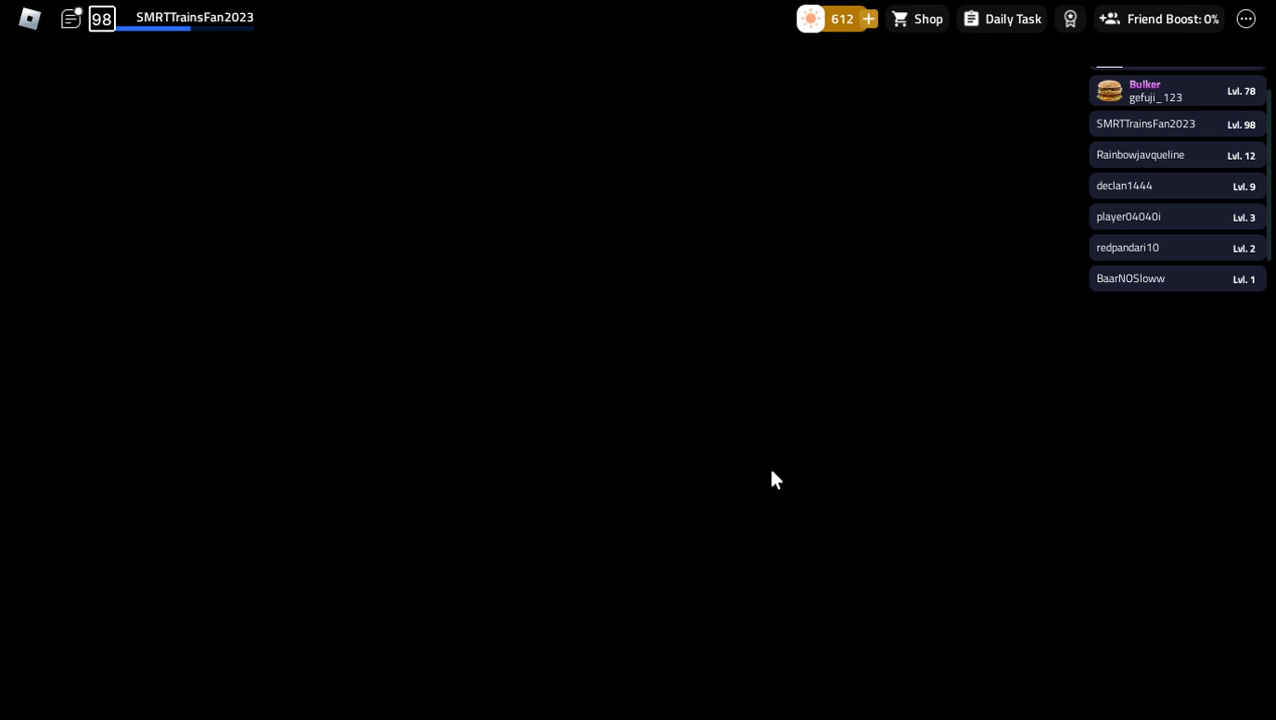 98 SMRTTrainsFan2023 612 + Shop Daily Task Friend Boost: 0%
Bulker
gefuji_123 Lvl. 78
SMRTTrainsFan2023 Lvl. 98
Rainbowjavqueline Lvl. 12
declan1444 Lvl. 9
player04040i Lvl. 3
redpandari10 Lvl. 2
BaarN0Sloww Lvl. 1